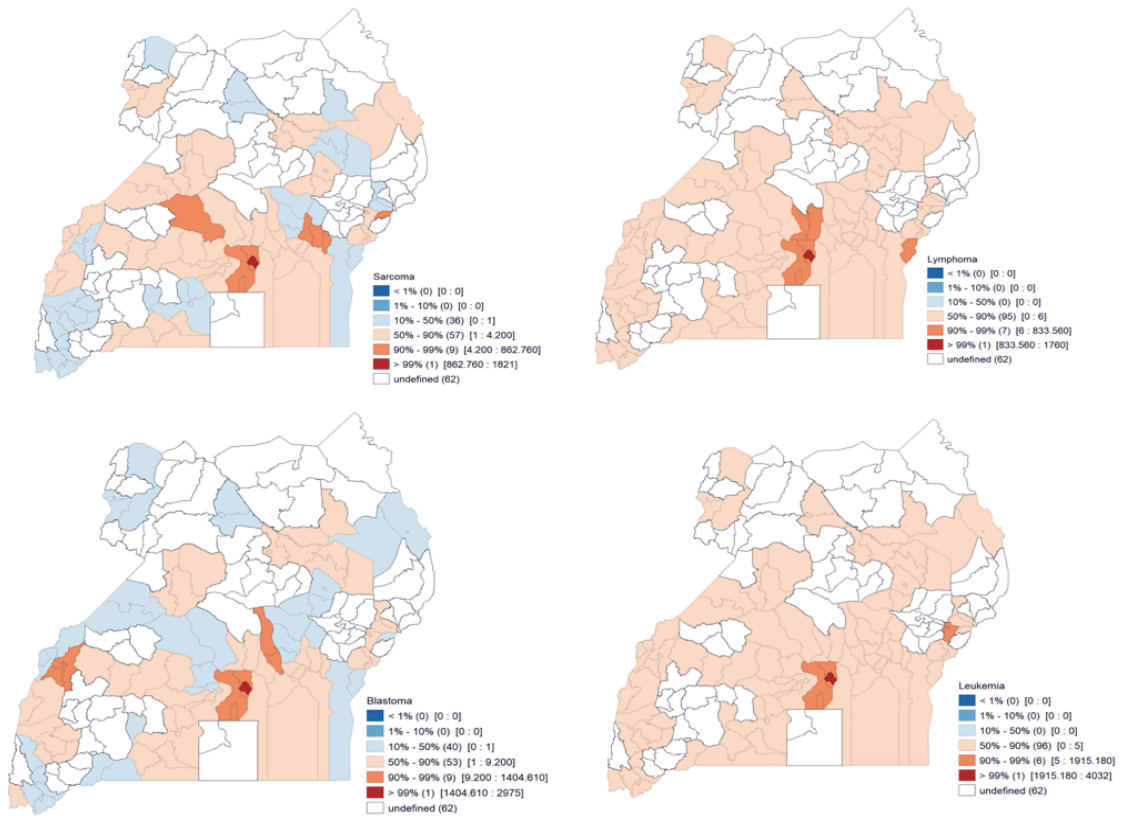 Sarcoma
< 1% (0) [0 : 0]
1% - 10% (0) [0 : 0]
10% - 50% (36) [0 : 1]
50% - 90% (57) [1 : 4.200]
90% - 99% (9) [4.200 : 862.760]
> 99% (1) [862.760 : 1821]
undefined (62)
Lymphoma
< 1% (0) [0 : 0]
1% - 10% (0) [0 : 0]
10% - 50% (0) [0 : 0]
50% - 90% (95) [0 : 6]
90% - 99% (7) [6 : 833.560]
> 99% (1) [833.560 : 1760]
undefined (62)
Blastoma
< 1% (0) [0 : 0]
1% - 10% (0) [0 : 0]
10% - 50% (40) [0 : 1]
50% - 90% (53) [1 : 9.200]
90% - 99% (9) [9.200 : 1404.610]
> 99% (1) [1404.610 : 2975]
undefined (62)
Leukemia
< 1% (0) [0 : 0]
1% - 10% (0) [0 : 0]
10% - 50% (0) [0 : 0]
50% - 90% (96) [0 : 5]
90% - 99% (6) [5 : 1915.180]
> 99% (1) [1915.180 : 4032]
undefined (62)